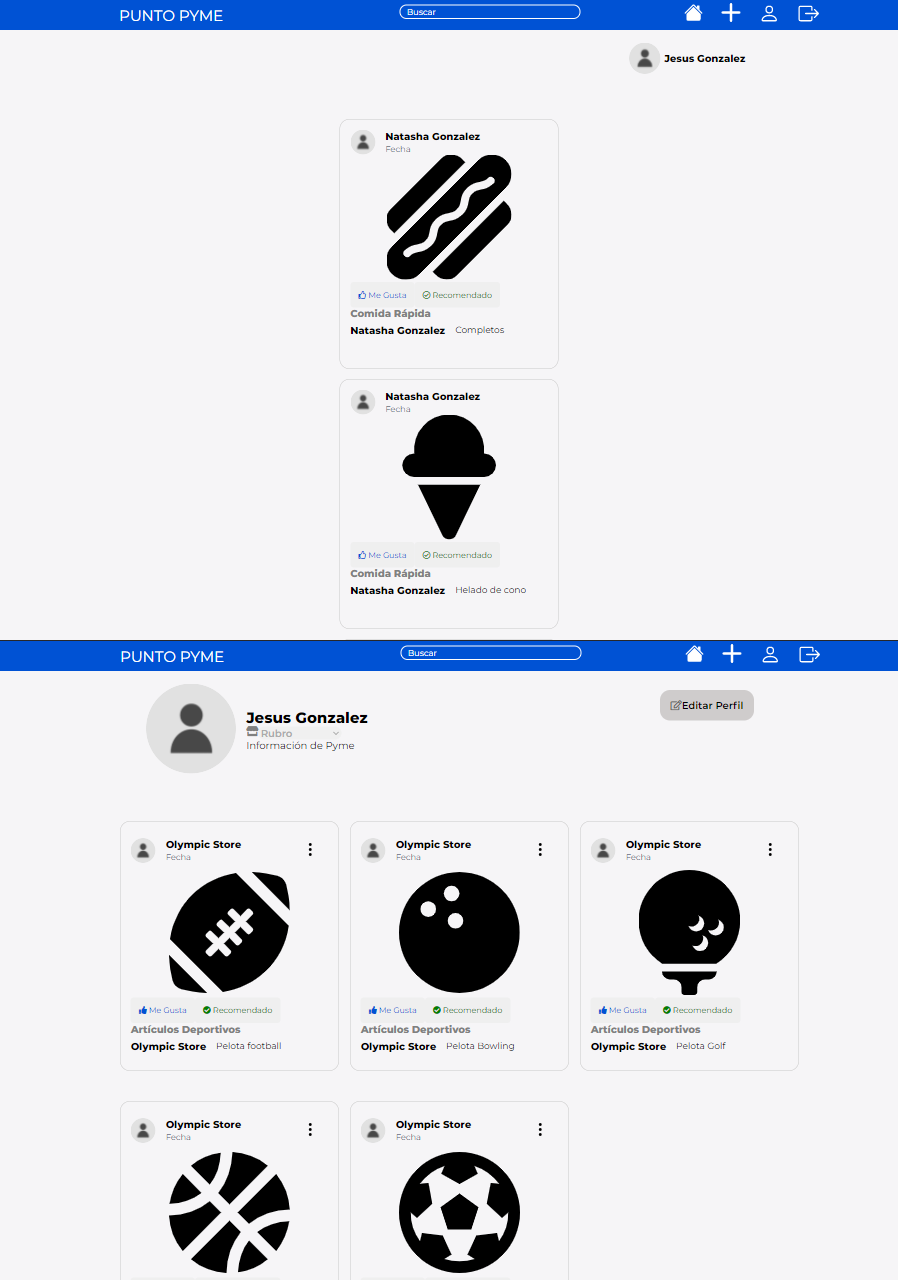 PUNTO PYME
Buscar
Jesus Gonzalez
Natasha Gonzalez
Fecha
Me Gusta
Recomendado
Comida Rápida
Natasha Gonzalez Completos
Natasha Gonzalez
Fecha
Me Gusta
Recomendado
Comida Rápida
Natasha Gonzalez Helado de cono
PUNTO PYME
Buscar
Jesus Gonzalez
Rubro
Información de Pyme
Editar Perfil
Olympic Store
Fecha
Me Gusta
Recomendado
Artículos Deportivos
Olympic Store Pelota football
Olympic Store
Fecha
Me Gusta
Recomendado
Artículos Deportivos
Olympic Store Pelota Bowling
Olympic Store
Fecha
Me Gusta
Recomendado
Artículos Deportivos
Olympic Store Pelota Golf
Olympic Store
Fecha
Olympic Store
Fecha